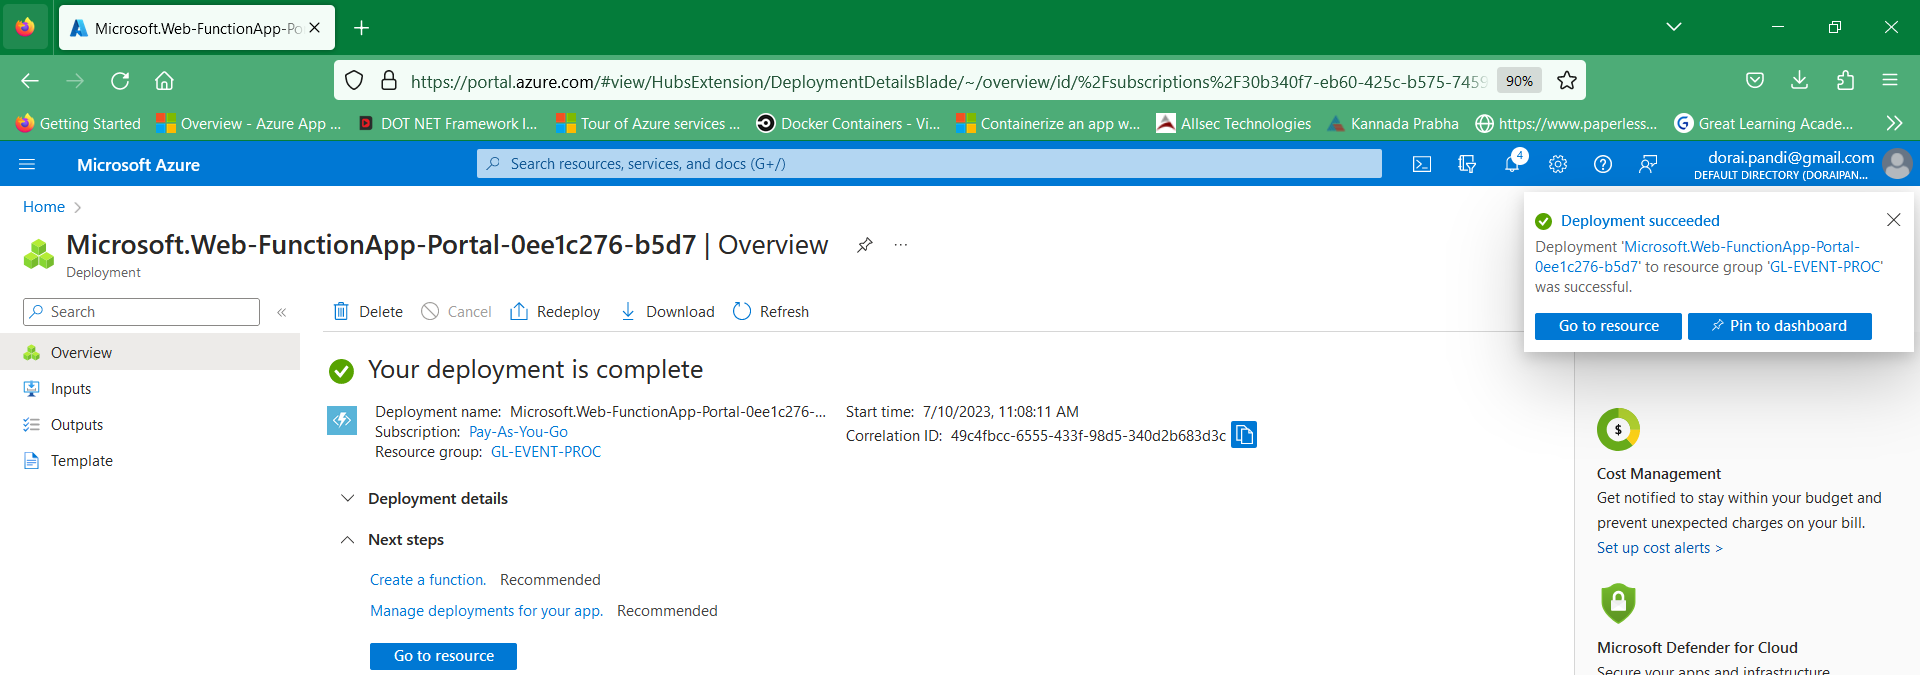 Microsoft.Web-FunctionApp-Po
https://portal.azure.com/#view/HubsExtension/DeploymentDetailsBlade/~/overview/id/%2Fsubscriptions%2F30b340f7-eb60-425c-b575-7459
90%
Getting Started
Overview - Azure App ...
DOT NET Framework I...
Tour of Azure services ...
Docker Containers - Vi...
Containerize an app w...
Allsec Technologies
Kannada Prabha
https://www.paperless...
Great Learning Acade...
Microsoft Azure
Search resources, services, and docs (G+/)
4
dorai.pandi@gmail.com
DEFAULT DIRECTORY (DORAIPAN...
Home
Microsoft.Web-FunctionApp-Portal-0ee1c276-b5d7 | Overview
...
Deployment
Deployment succeeded
Deployment 'Microsoft.Web-FunctionApp-Portal-
0ee1c276-b5d7' to resource group 'GL-EVENT-PROC'
was successful.
Go to resource
Pin to dashboard
Search
Overview
Inputs
Outputs
Template
Delete
Cancel
Redeploy
Download
Refresh
Your deployment is complete
Deployment name: Microsoft.Web-FunctionApp-Portal-0ee1c276-...
Subscription: Pay-As-You-Go
Resource group: GL-EVENT-PROC
Start time: 7/10/2023, 11:08:11 AM
Correlation ID: 49c4fbcc-6555-433f-98d5-340d2b683d3c
Deployment details
Next steps
Create a function. Recommended
Manage deployments for your app. Recommended
Go to resource
$
Cost Management
Get notified to stay within your budget and
prevent unexpected charges on your bill.
Set up cost alerts >
Microsoft Defender for Cloud
Secure your apps and infrastructure